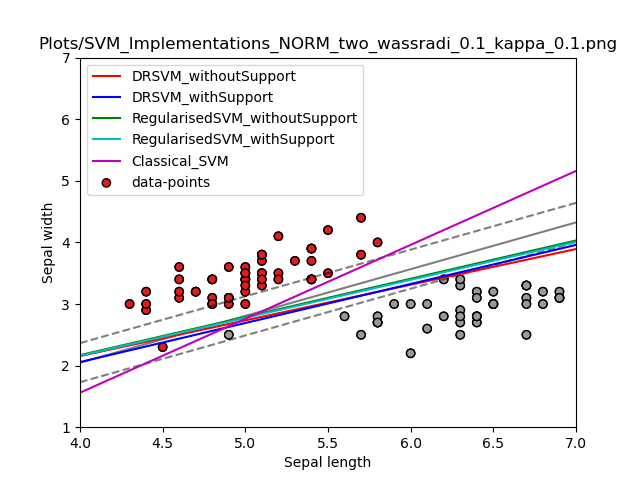 Plots/SVM_Implementations_NORM_two_wassradi_0.1_kappa_0.1.png
7
6
5
4
3
2
1
Sepal width
DRSVM_withoutSupport
DRSVM_withSupport
RegularisedSVM_withoutSupport
RegularisedSVM_withSupport
Classical_SVM
data-points
4.0 4.5 5.0 5.5 6.0 6.5 7.0
Sepal length